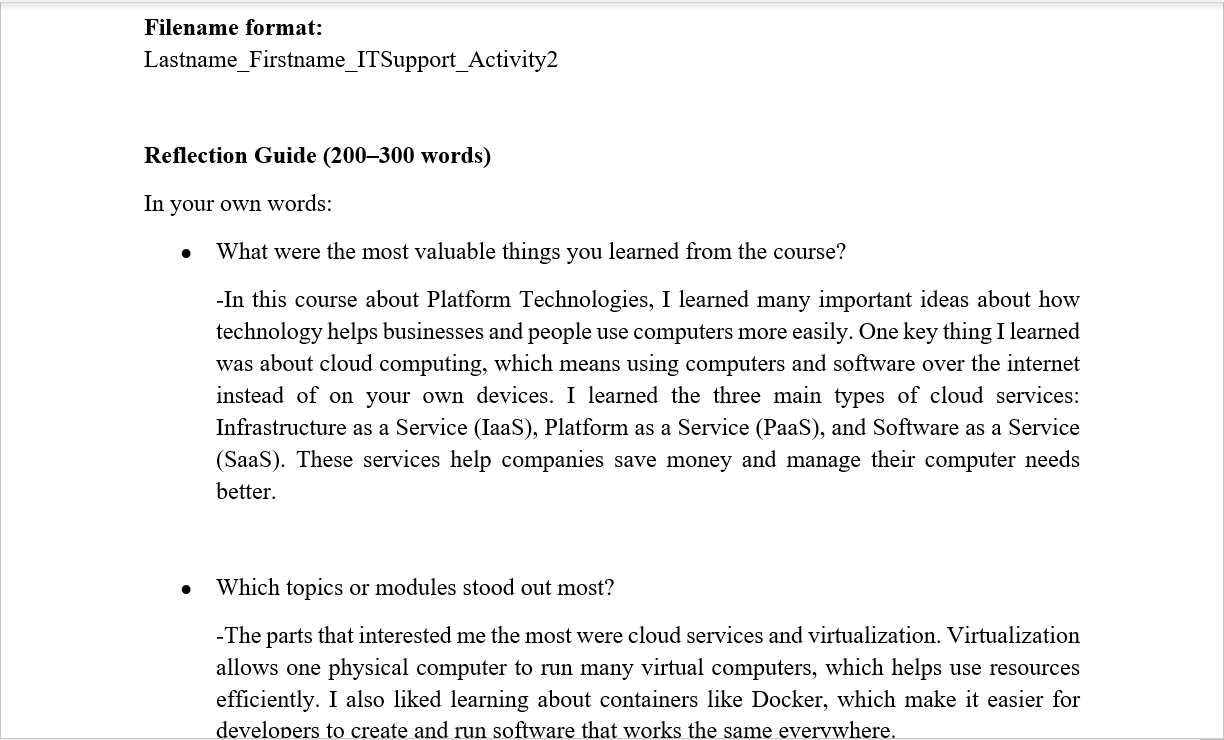 Filename format:
Lastname_Firstname_ITSupport_Activity2
Reflection Guide (200–300 words)
In your own words:
● What were the most valuable things you learned from the course?
-In this course about Platform Technologies, I learned many important ideas about how
technology helps businesses and people use computers more easily. One key thing I learned
was about cloud computing, which means using computers and software over the internet
instead of on your own devices. I learned the three main types of cloud services:
Infrastructure as a Service (IaaS), Platform as a Service (PaaS), and Software as a Service
(SaaS). These services help companies save money and manage their computer needs
better.
● Which topics or modules stood out most?
-The parts that interested me the most were cloud services and virtualization. Virtualization
allows one physical computer to run many virtual computers, which helps use resources
efficiently. I also liked learning about containers like Docker, which make it easier for
developers to create and run software that works the same everywhere.